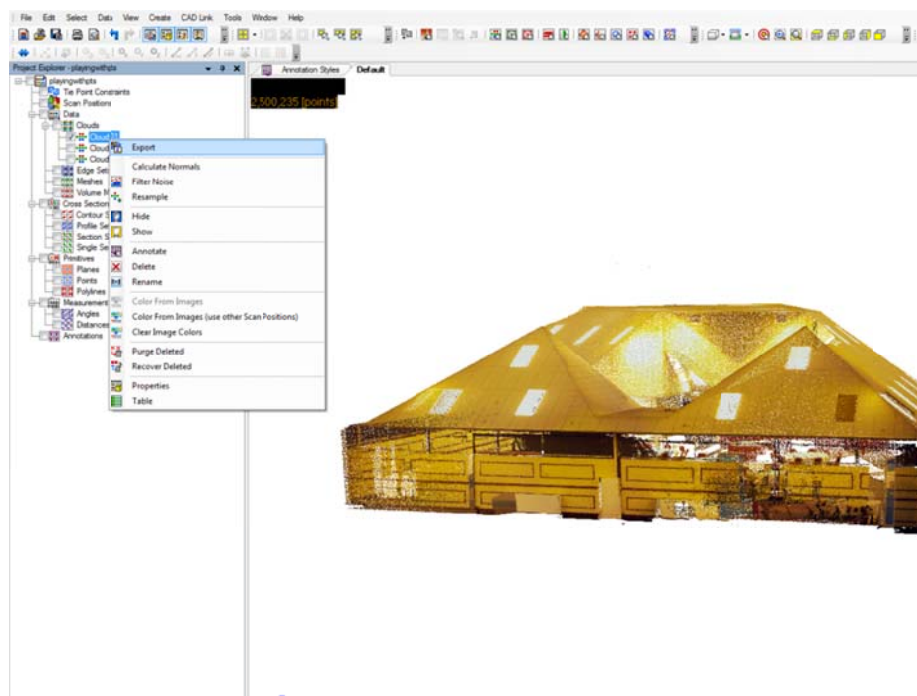 File Edit Select Data View Create CAD Link Tools Window Help
Project Explorer - playingwithpts
Annotation Styles Default
playingwithpts
Tie Point Constraints
Scan Positions
Data
Clouds
Cloud
Cloud
Cloud
Edge Set
Meshes
Volume M
Cross Section
Contour S
Profile Se
Section S
Single Se
Primitives
Planes
Points
Polylines
Measurement
Angles
Distances
Annotations
2,500,235 [points]
Export
Calculate Normals
Filter Noise
Resample
Hide
Show
Annotate
Delete
Rename
Color From Images
Color From Images (use other Scan Positions)
Clear Image Colors
Purge Deleted
Recover Deleted
Properties
Table